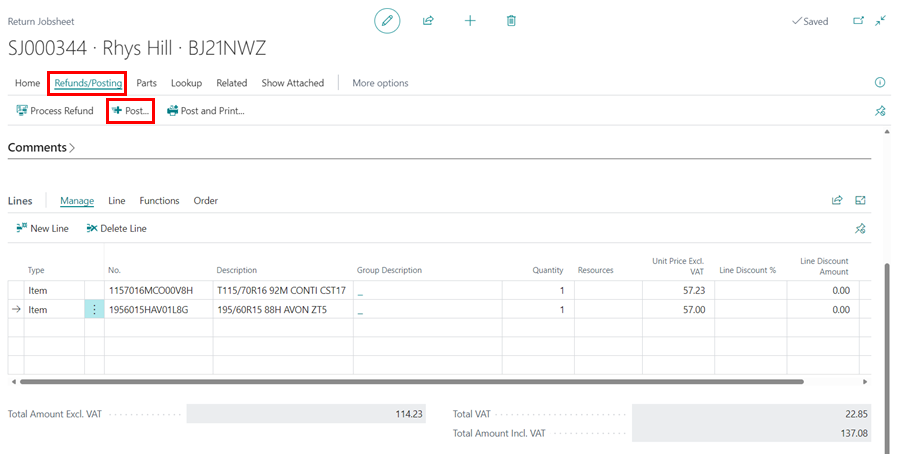 Return Jobsheet
Saved
SJ000344 · Rhys Hill · BJ21NWZ
Home Refunds/Posting Parts Lookup Related Show Attached More options
Process Refund Post... Post and Print...
Comments
Lines Manage Line Functions Order
New Line Delete Line
Type No. Description Group Description Quantity Resources Unit Price Excl. VAT Line Discount % Line Discount Amount
Item 1157016MCO00V8H T115/70R16 92M CONTI CST17 _ 1 57.23 0.00
Item 1956015HAV01L8G 195/60R15 88H AVON ZT5 _ 1 57.00 0.00
Total Amount Excl. VAT 114.23 Total VAT 22.85
Total Amount Incl. VAT 137.08